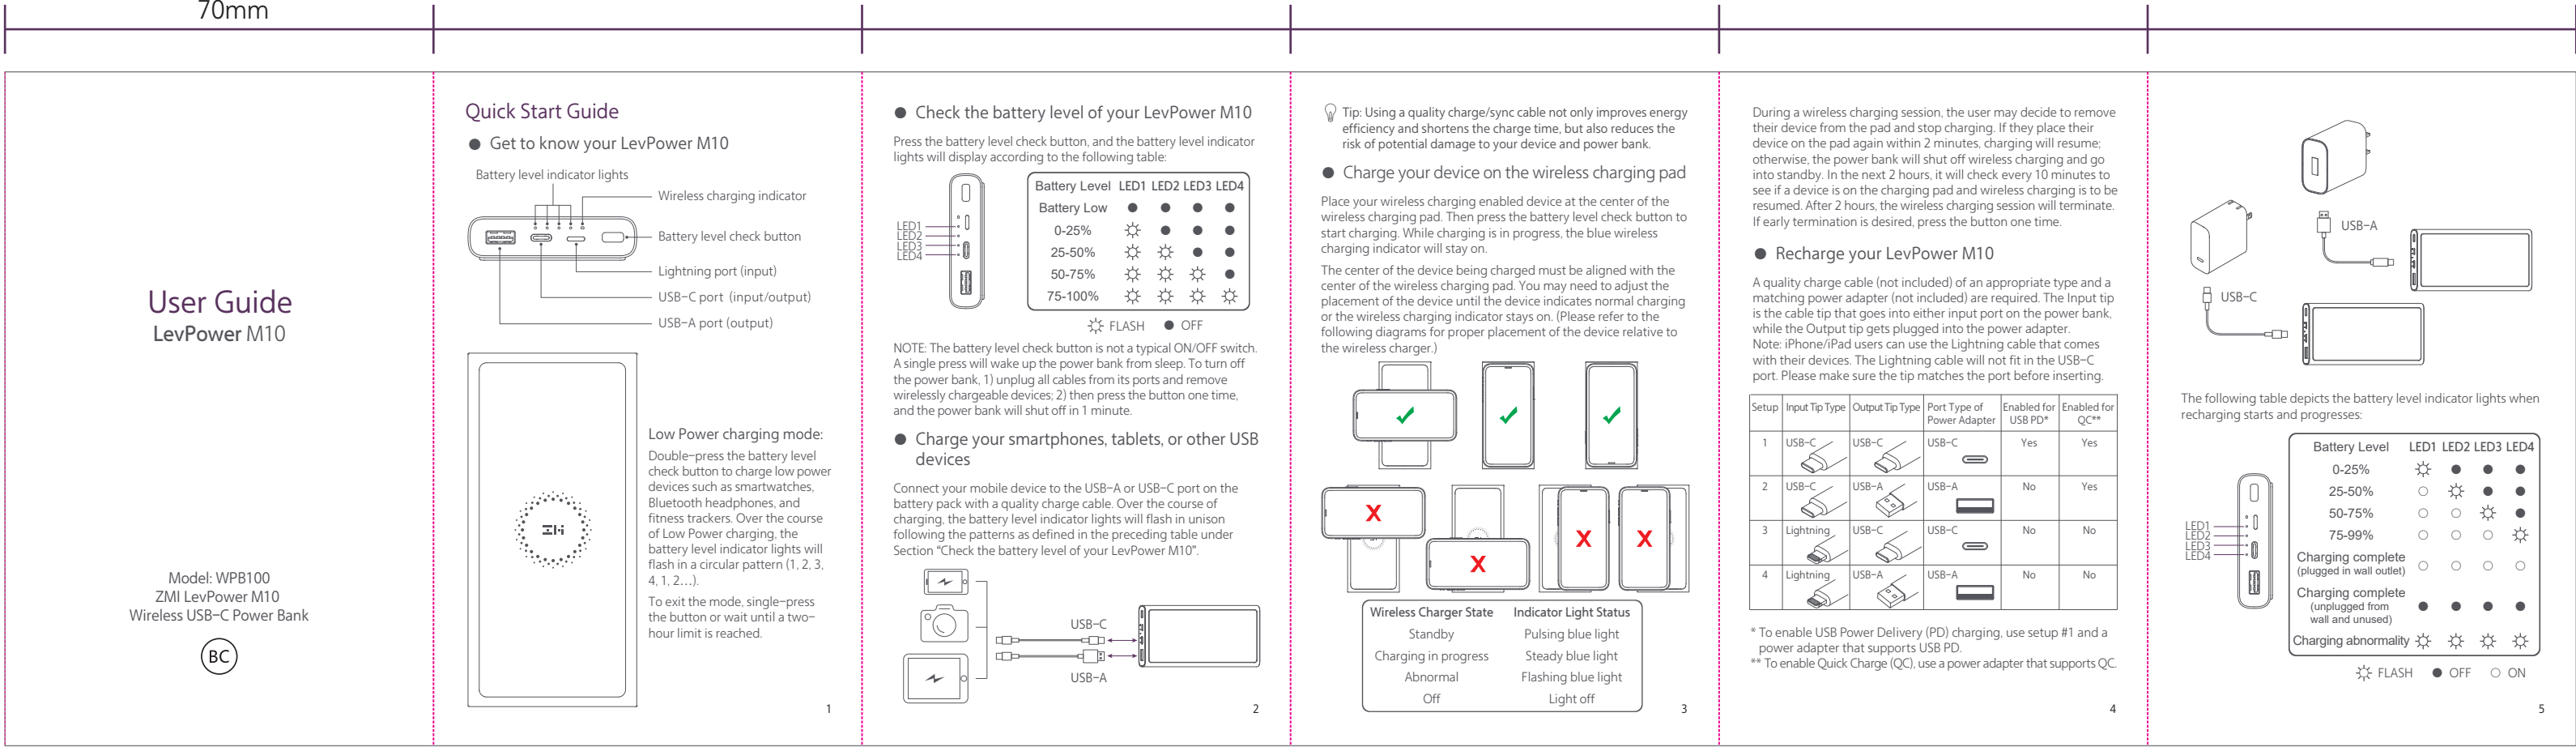 70mm
User Guide
LevPower M10
Model: WPB100
ZMI LevPower M10
Wireless USB-C Power Bank
BC
Quick Start Guide
● Get to know your LevPower M10
Battery level indicator lights
Wireless charging indicator
Battery level check button
Lightning port (input)
USB-C port (input/output)
USB-A port (output)
Low Power charging mode:
Double-press the battery level
check button to charge low power
devices such as smartwatches,
Bluetooth headphones, and
fitness trackers. Over the course
of Low Power charging, the
battery level indicator lights will
flash in a circular pattern (1, 2, 3,
4, 1, 2...).
To exit the mode, single-press
the button or wait until a two-
hour limit is reached.
ZMI
1
● Check the battery level of your LevPower M10
Press the battery level check button, and the battery level indicator
lights will display according to the following table:
LED1
LED2
LED3
LED4
Battery Level LED1 LED2 LED3 LED4
Battery Low
0-25%
25-50%
50-75%
75-100%
FLASH ● OFF
NOTE: The battery level check button is not a typical ON/OFF switch.
A single press will wake up the power bank from sleep. To turn off
the power bank, 1) unplug all cables from its ports and remove
wirelessly chargeable devices; 2) then press the button one time,
and the power bank will shut off in 1 minute.
● Charge your smartphones, tablets, or other USB
devices
Connect your mobile device to the USB-A or USB-C port on the
battery pack with a quality charge cable. Over the course of
charging, the battery level indicator lights will flash in unison
following the patterns as defined in the preceding table under
Section "Check the battery level of your LevPower M10".
USB-C
USB-A
2
Tip: Using a quality charge/sync cable not only improves energy
efficiency and shortens the charge time, but also reduces the
risk of potential damage to your device and power bank.
● Charge your device on the wireless charging pad
Place your wireless charging enabled device at the center of the
wireless charging pad. Then press the battery level check button to
start charging. While charging is in progress, the blue wireless
charging indicator will stay on.
The center of the device being charged must be aligned with the
center of the wireless charging pad. You may need to adjust the
placement of the device until the device indicates normal charging
or the wireless charging indicator stays on. (Please refer to the
following diagrams for proper placement of the device relative to
the wireless charger.)
X X X X
Wireless Charger State Indicator Light Status
Standby Pulsing blue light
Charging in progress Steady blue light
Abnormal Flashing blue light
Off Light off
3
During a wireless charging session, the user may decide to remove
their device from the pad and stop charging. If they place their
device on the pad again within 2 minutes, charging will resume;
otherwise, the power bank will shut off wireless charging and go
into standby. In the next 2 hours, it will check every 10 minutes to
see if a device is on the charging pad and wireless charging is to be
resumed. After 2 hours, the wireless charging session will terminate.
If early termination is desired, press the button one time.
● Recharge your LevPower M10
A quality charge cable (not included) of an appropriate type and a
matching power adapter (not included) are required. The Input tip
is the cable tip that goes into either input port on the power bank,
while the Output tip gets plugged into the power adapter.
Note: iPhone/iPad users can use the Lightning cable that comes
with their devices. The Lightning cable will not fit in the USB-C
port. Please make sure the tip matches the port before inserting.
Setup Input Tip Type Output Tip Type Port Type of Power Adapter Enabled for USB PD* Enabled for QC**
1 USB-C USB-C USB-C Yes Yes
2 USB-C USB-A USB-A No Yes
3 Lightning USB-C USB-C No No
4 Lightning USB-A USB-A No No
* To enable USB Power Delivery (PD) charging, use setup #1 and a
power adapter that supports USB PD.
** To enable Quick Charge (QC), use a power adapter that supports QC.
4
USB-A
USB-C
The following table depicts the battery level indicator lights when
recharging starts and progresses:
LED1
LED2
LED3
LED4
Battery Level LED1 LED2 LED3 LED4
0-25%
25-50%
50-75%
75-99%
Charging complete
(plugged in wall outlet)
Charging complete
(unplugged from
wall and unused)
Charging abnormality
FLASH ● OFF ○ ON
5